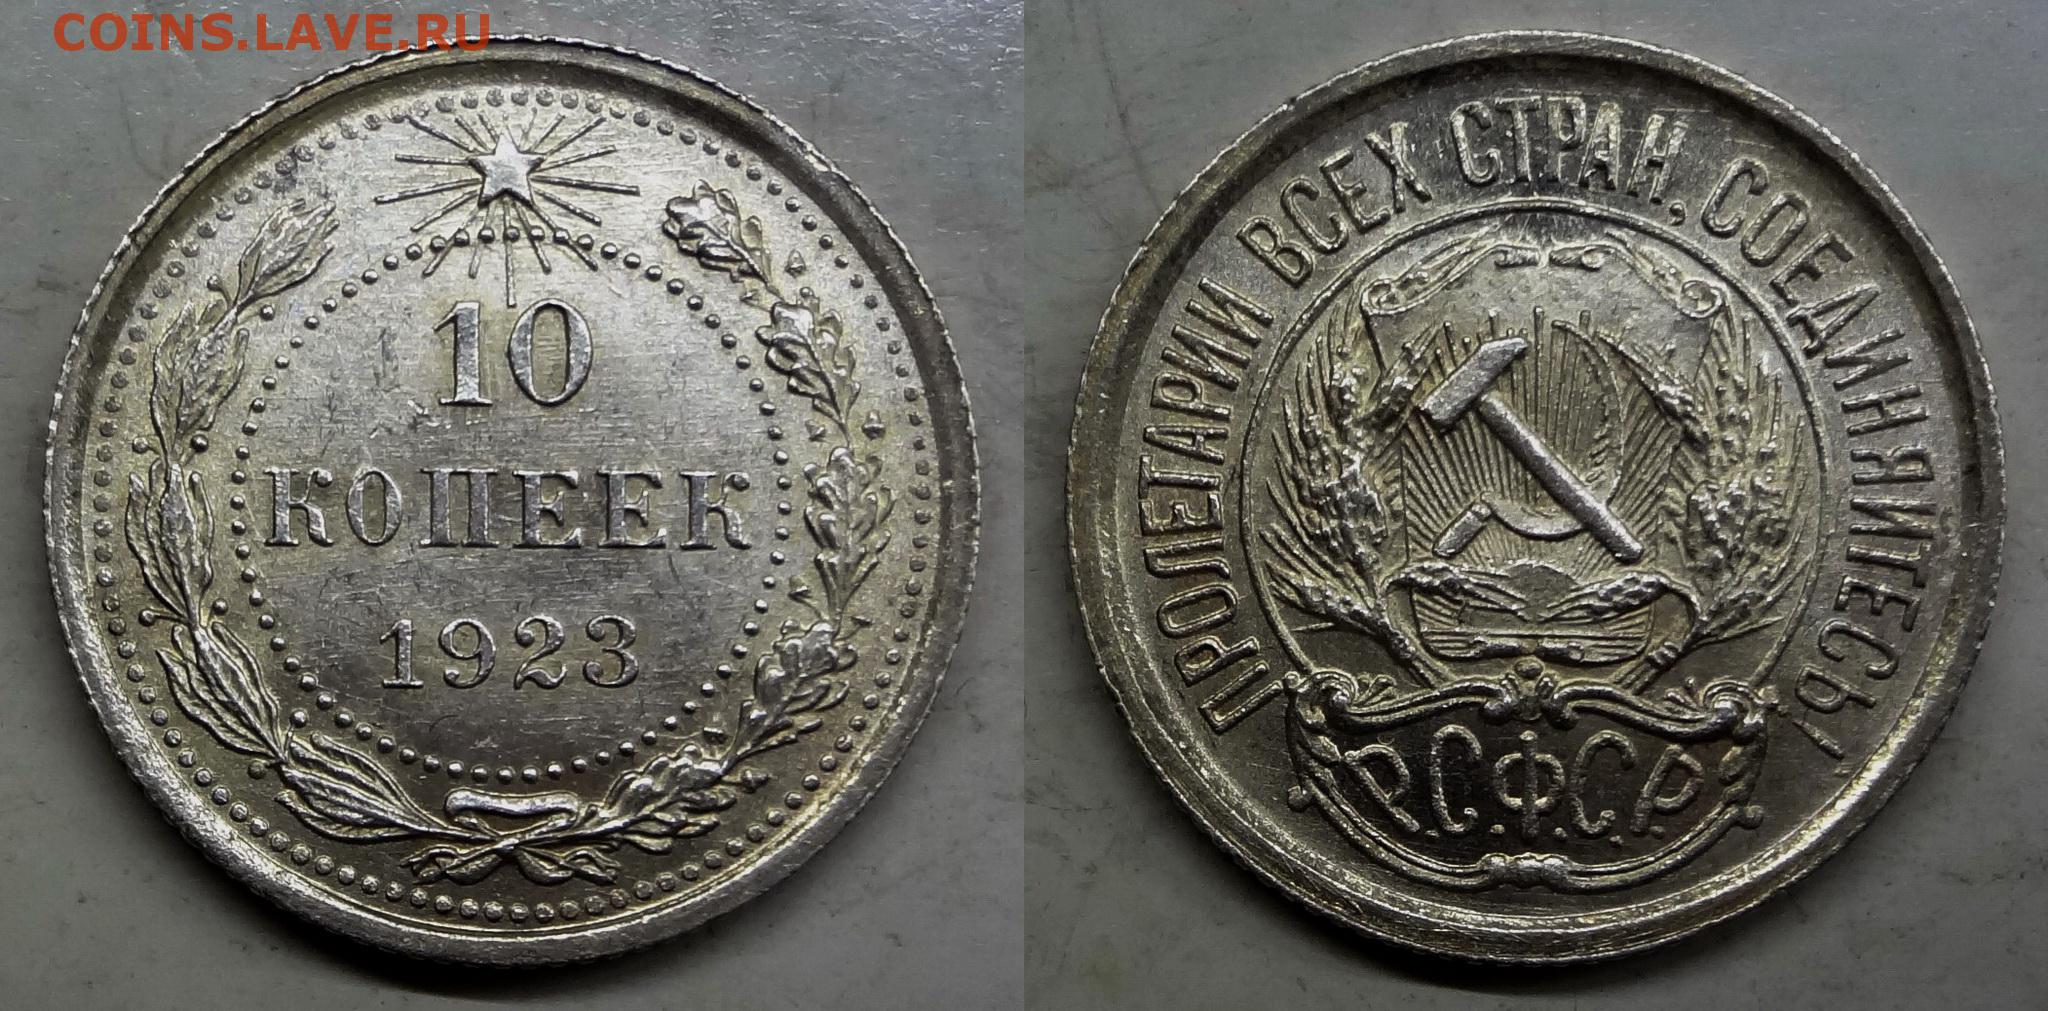 COINS.LAVE.RU
10
КОПЕЕК
1923
ПРОЛЕТАРИИ ВСЕХ СТРАН, СОЕДИНЯЙТЕСЬ!
Р.С.Ф.С.Р.